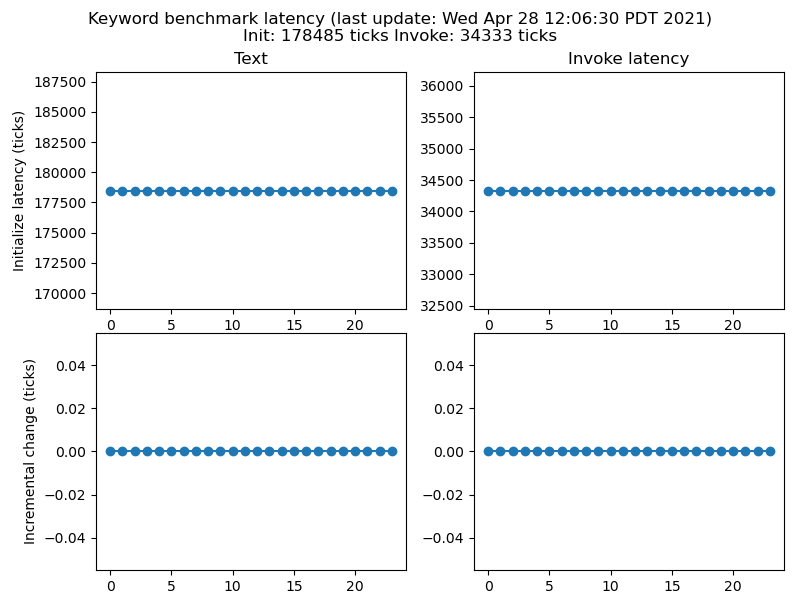 Keyword benchmark latency (last update: Wed Apr 28 12:06:30 PDT 2021)
Init: 178485 ticks Invoke: 34333 ticks
Text
Initialize latency (ticks)
187500
185000
182500
180000
177500
175000
172500
170000
0 5 10 15 20
Invoke latency
36000
35500
35000
34500
34000
33500
33000
32500
0 5 10 15 20
Incremental change (ticks)
0.04
0.02
0.00
−0.02
−0.04
0 5 10 15 20
0.04
0.02
0.00
−0.02
−0.04
0 5 10 15 20